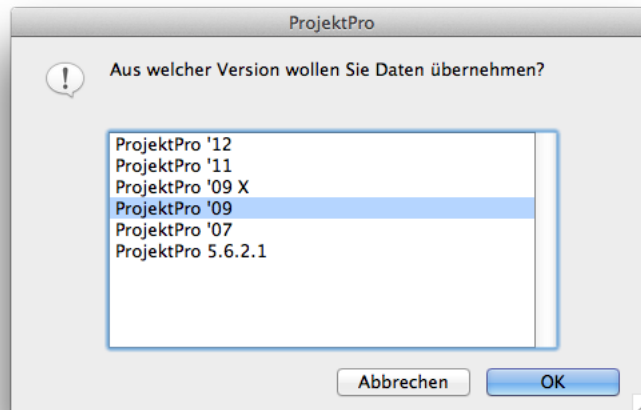 ProjektPro
Aus welcher Version wollen Sie Daten übernehmen?
ProjektPro '12
ProjektPro '11
ProjektPro '09 X
ProjektPro '09
ProjektPro '07
ProjektPro 5.6.2.1
Abbrechen
OK